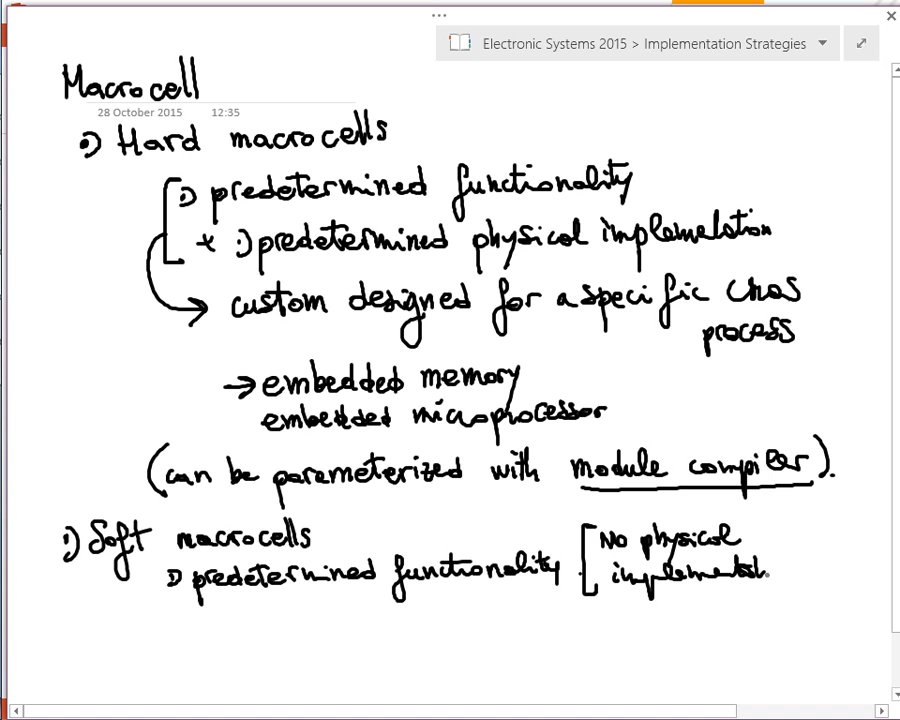 Electronic Systems 2015 > Implementation Strategies
Macrocell
28 October 2015 12:35
Hard macrocells
predetermined functionality
+ predetermined physical implemelation
custom designed for a specific CMOS
process
→ embedded memory
embedded microprocessor
(can be parameterized with module compiler).
Soft macrocells
predetermined functionality [No physical
implementat.